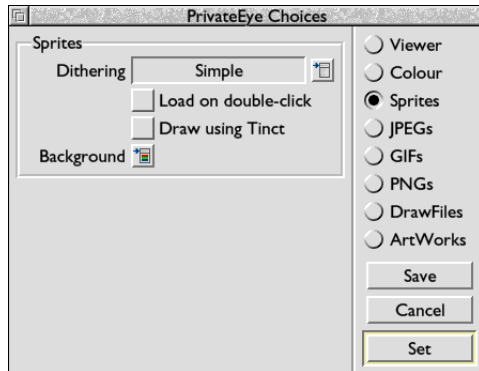 PrivateEye Choices
Sprites
Dithering Simple
Load on double-click
Draw using Tinct
Background
Viewer
Colour
Sprites
JPEGs
GIFs
PNGs
DrawFiles
ArtWorks
Save
Cancel
Set